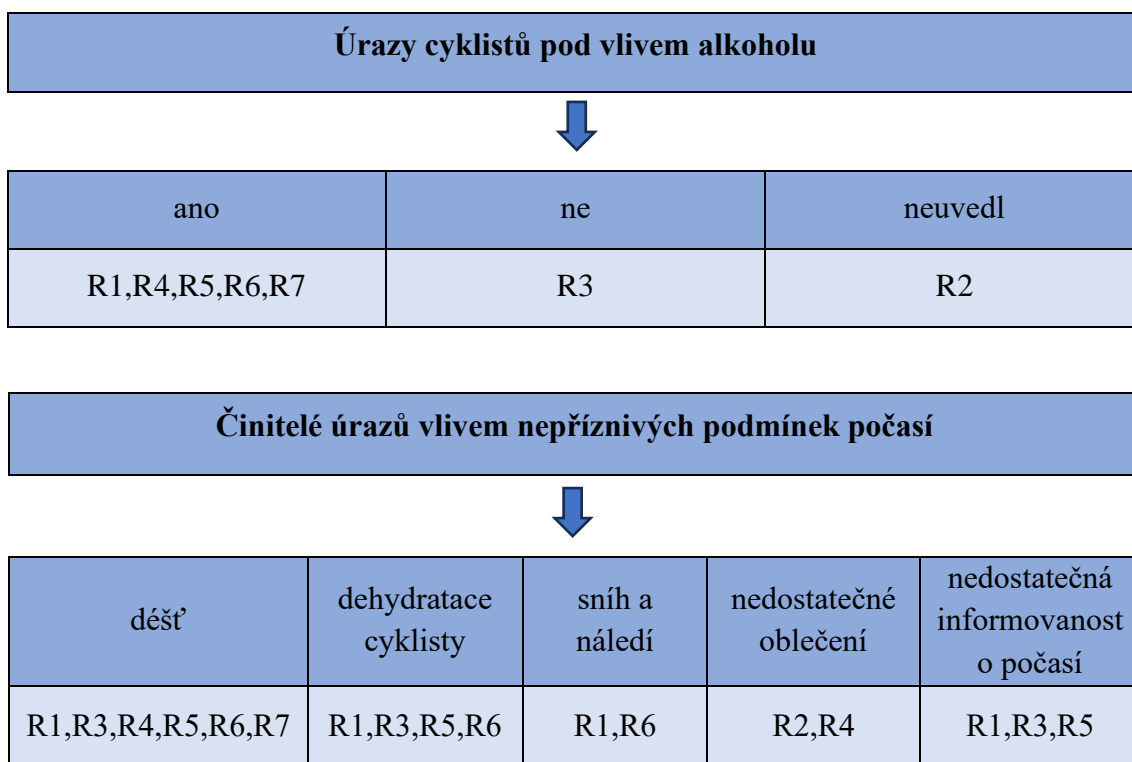 Úrazy cyklistů pod vlivem alkoholu
ano ne neuvedl
R1,R4,R5,R6,R7 R3 R2
Činitelé úrazů vlivem nepříznivých podmínek počasí
déšť
dehydratace
cyklisty
sníh a
náledí
nedostatečné
oblečení
nedostatečná
informovanost
o počasí
R1,R3,R4,R5,R6,R7 R1,R3,R5,R6 R1,R6 R2,R4 R1,R3,R5